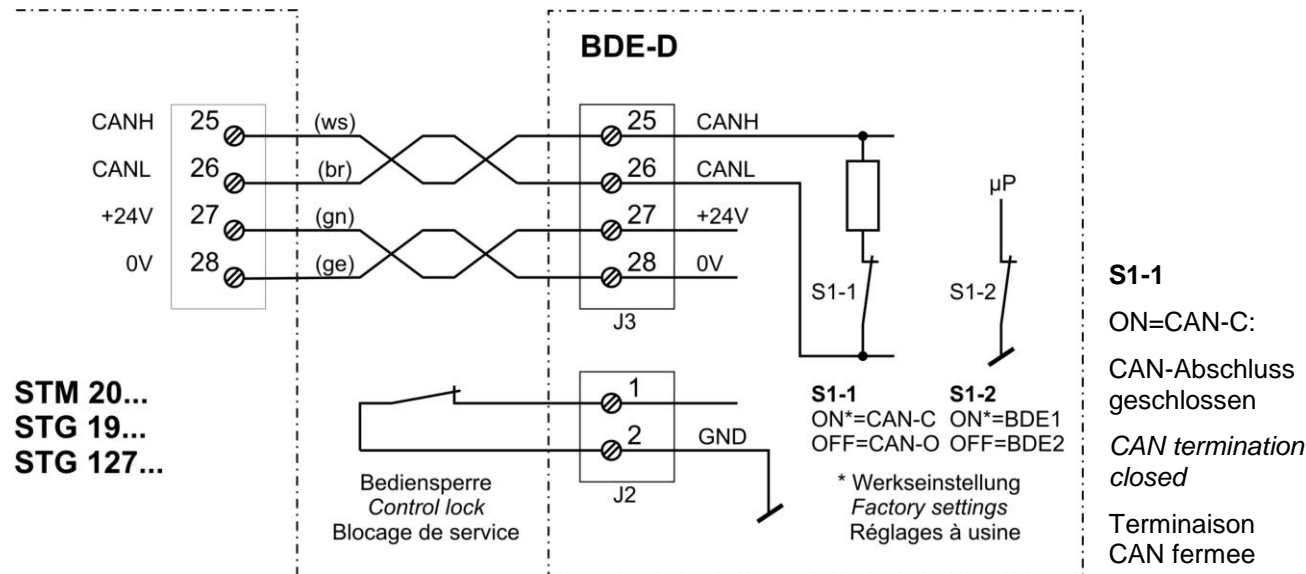 BDE-D
CANH 25 (ws) 25 CANH
CANL 26 (br) 26 CANL
+24V 27 (gn) 27 +24V
0V 28 (ge) 28 0V
J3
µP
S1-1
S1-2
STM 20...
STG 19...
STG 127...
1
2 GND
J2
Bediensperre
Control lock
Blocage de service
S1-1 S1-2
ON*=CAN-C ON*=BDE1
OFF=CAN-O OFF=BDE2
* Werkseinstellung
Factory settings
Réglages à usine
S1-1
ON=CAN-C:
CAN-Abschluss
geschlossen
CAN termination
closed
Terminaison
CAN fermee